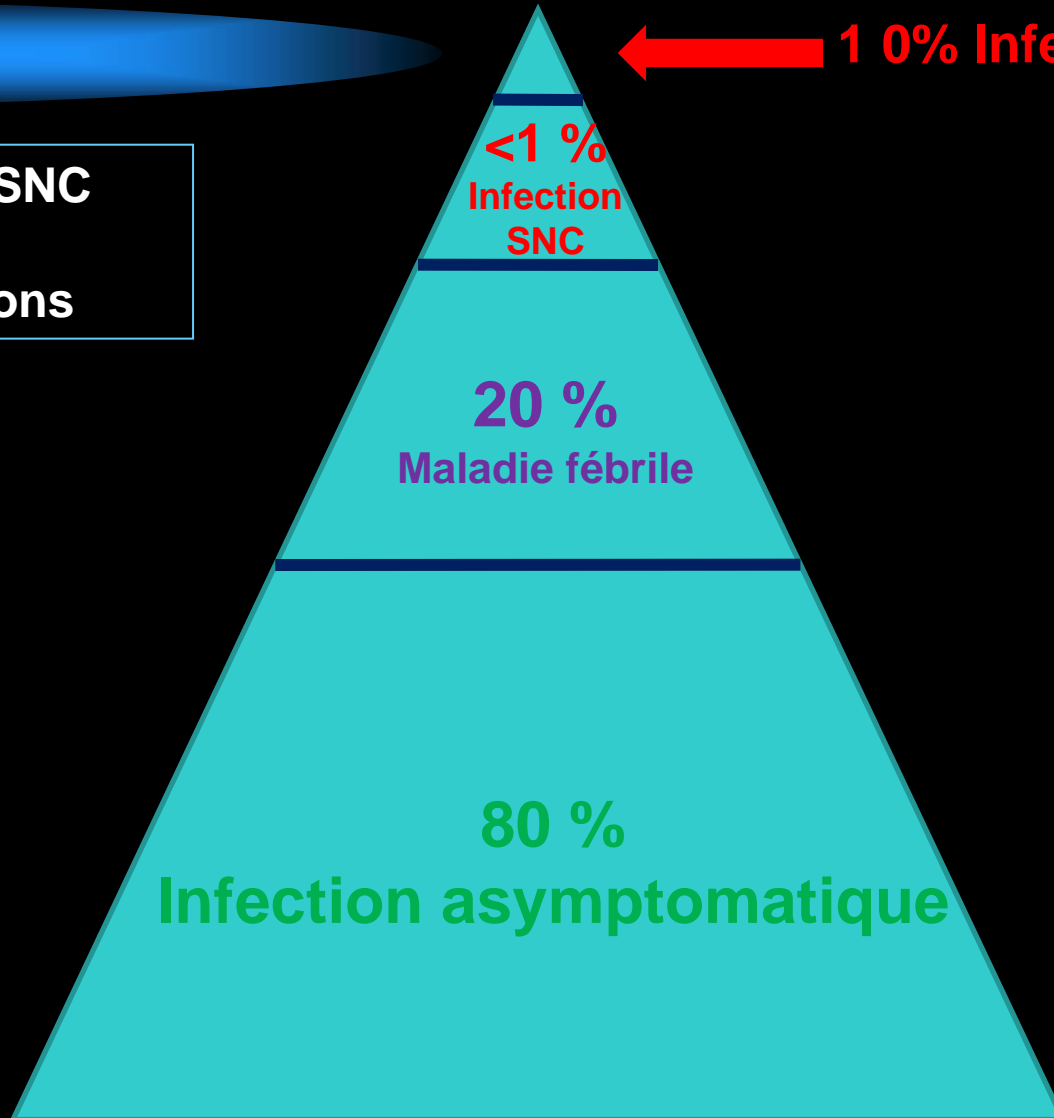 1 0% Infe
SNC
ons
<1 %
Infection
SNC
20 %
Maladie fébrile
80 %
Infection asymptomatique